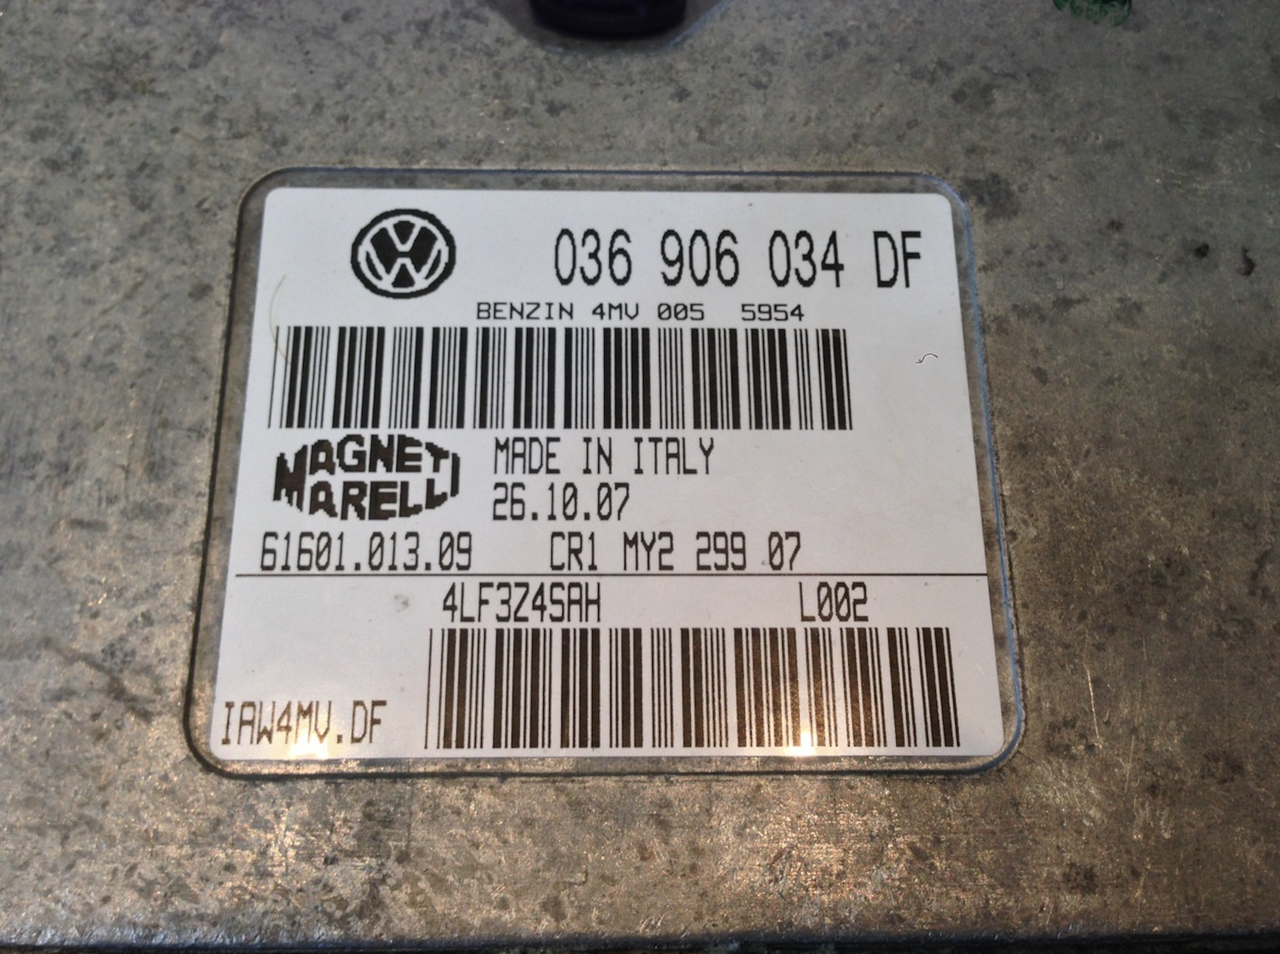 036 906 034 DF
BENZIN 4MV 005 5954
MAGNETI
MARELLI
MADE IN ITALY
26.10.07
61601.013.09 CR1 MY2 299 07
4LF3Z4SAH L002
IAW4MV.DF